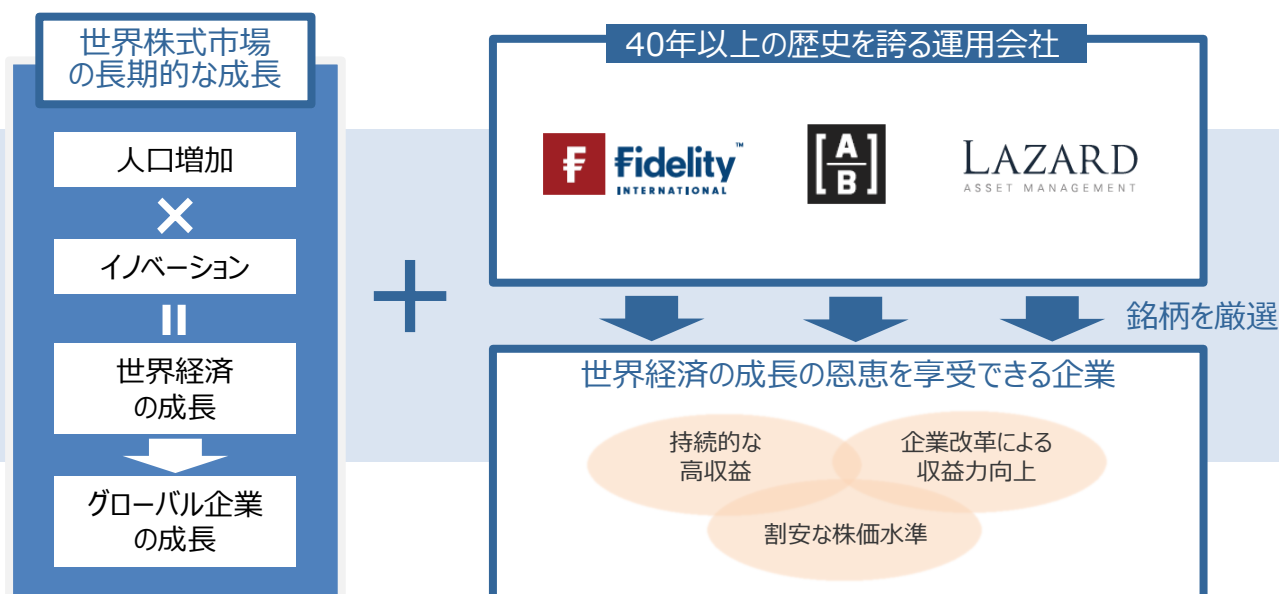 世界株式市場
の長期的な成長
人口増加
×
イノベーション
=
世界経済
の成長
グローバル企業
の成長
+
40年以上の歴史を誇る運用会社
Fidelity™
INTERNATIONAL
[A/B]
LAZARD
ASSET MANAGEMENT
銘柄を厳選
世界経済の成長の恩恵を享受できる企業
持続的な
高収益
企業改革による
収益力向上
割安な株価水準